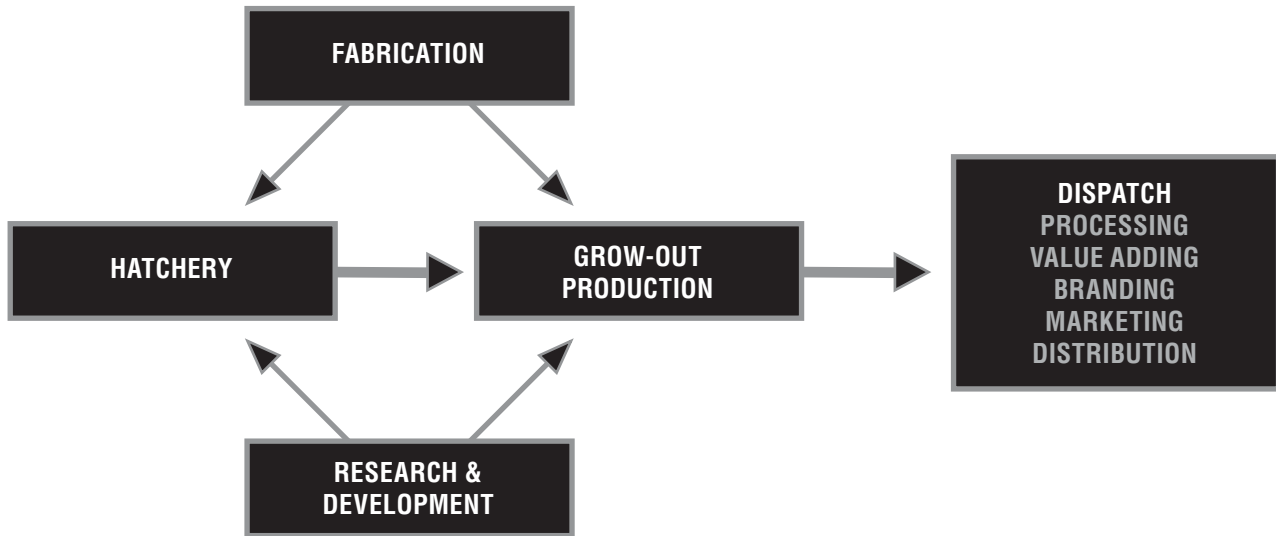 FABRICATION
HATCHERY
GROW-OUT
PRODUCTION
DISPATCH
PROCESSING
VALUE ADDING
BRANDING
MARKETING
DISTRIBUTION
RESEARCH &
DEVELOPMENT